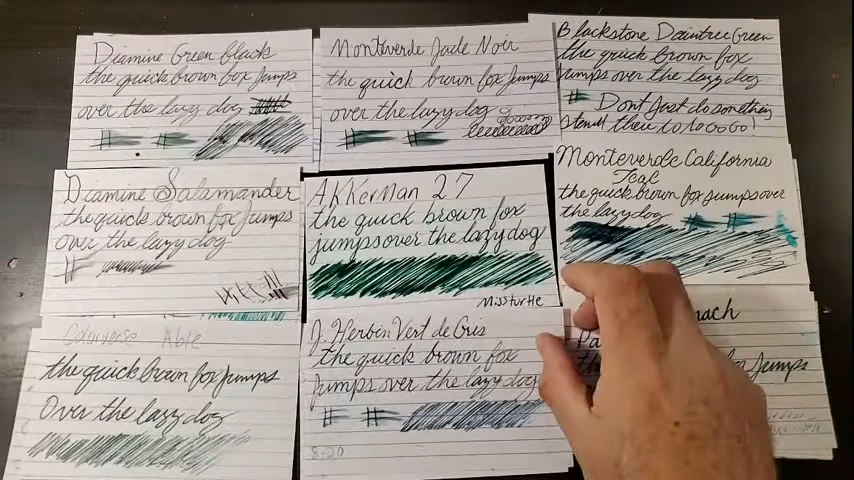 Diamine Green Black
the quick brown fox Jumps
over the lazy dog
Monteverde Jade Noir
the quick brown fox Jumps
over the lazy dog
Blackstone Daintree Green
the quick brown fox
Jumps over the lazy dog
Dont Just do somethin
Diamine Salamander
the quick brown fox Jumps
over the lazy dog
AKKerMan 27
the quick brown fox
jumps over the lazy dog
MissTurtle
Monteverde California
Teal
the quick brown fox jumps over
the lazy dog
Colorverse Able
the quick brown fox Jumps
Over the lazy dog
J. Herbin Vert de Gris
the quick brown fox
Jumps over the lazy dog
8-20
Jumps